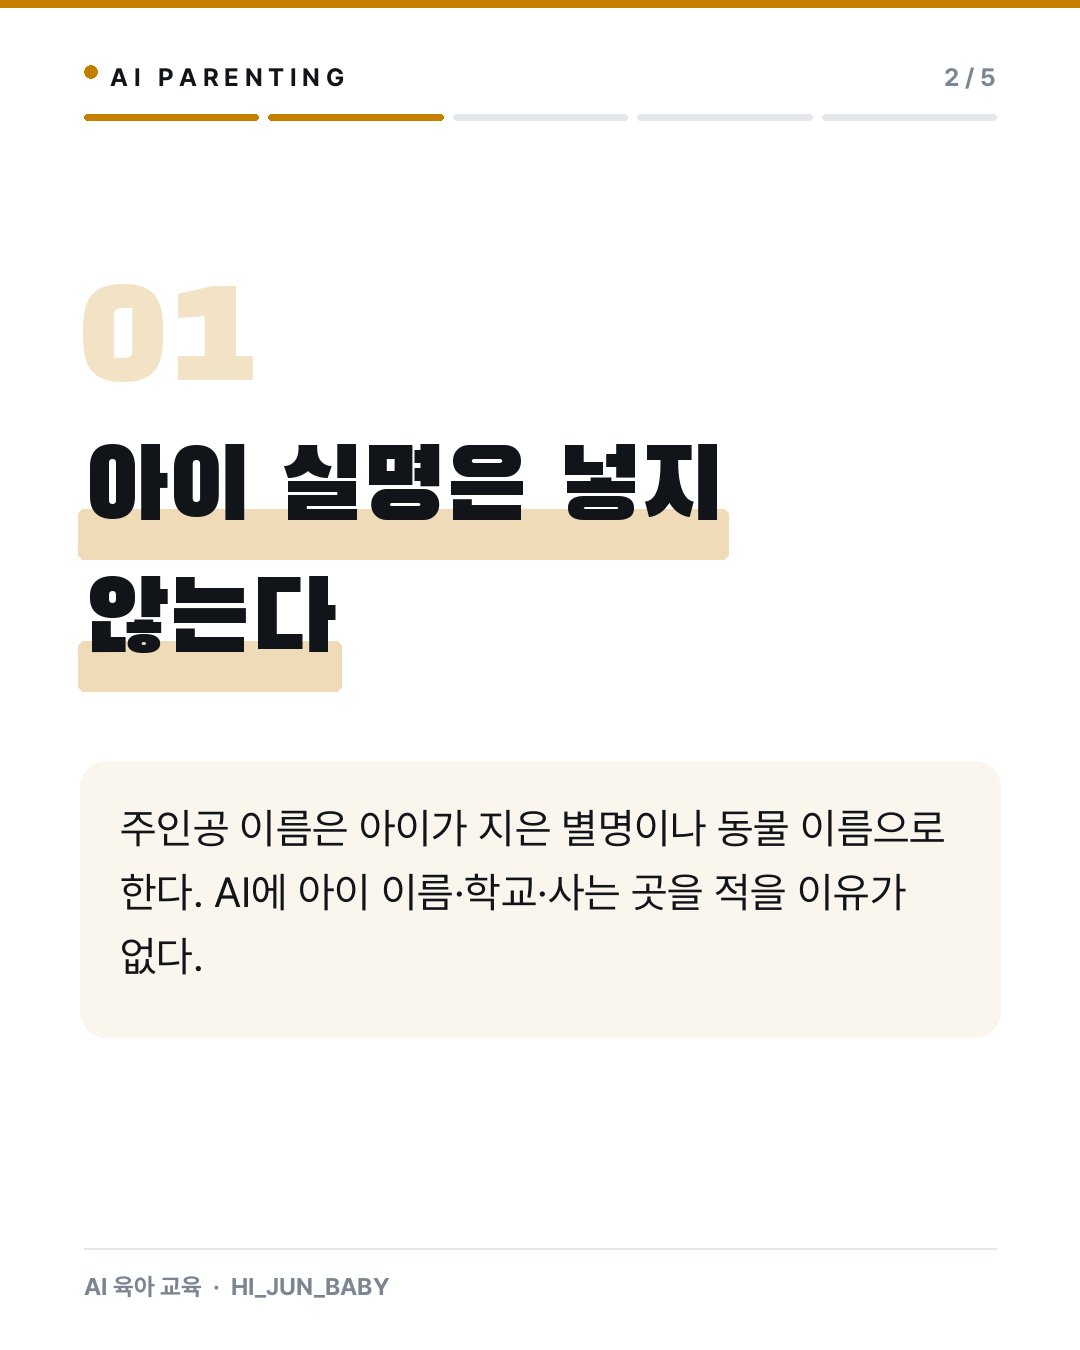 AI PARENTING
2 / 5
01
아이 실명은 넣지
않는다
주인공 이름은 아이가 지은 별명이나 동물 이름으로
한다. AI에 아이 이름·학교·사는 곳을 적을 이유가
없다.
AI 육아 교육 · HI_JUN_BABY